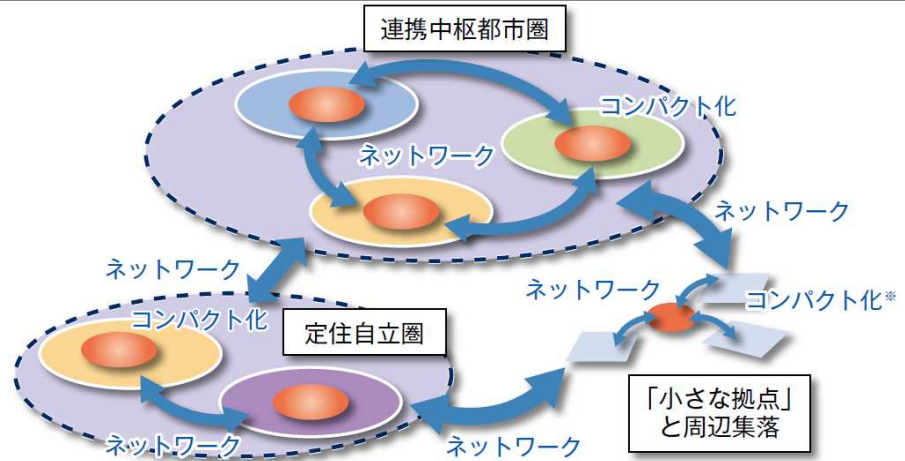 連携中枢都市圏
コンパクト化
ネットワーク
ネットワーク
ネットワーク
ネットワーク
コンパクト化※
コンパクト化
定住自立圏
「小さな拠点」
と周辺集落
ネットワーク
ネットワーク